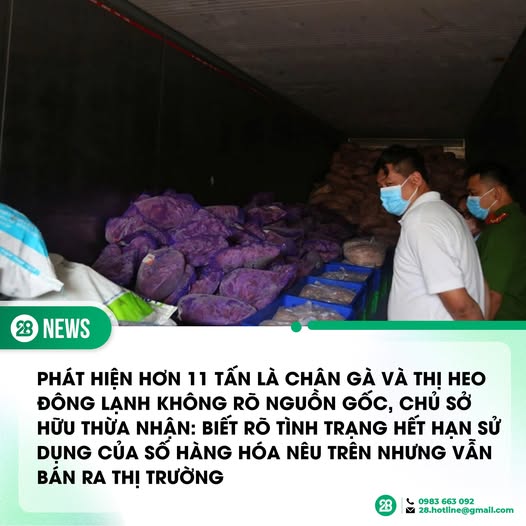 28 NEWS
PHÁT HIỆN HƠN 11 TẤN LÀ CHÂN GÀ VÀ THỊ HEO
ĐÔNG LẠNH KHÔNG RÕ NGUỒN GỐC, CHỦ SỞ
HỮU THỪA NHẬN: BIẾT RÕ TÌNH TRẠNG HẾT HẠN SỬ
DỤNG CỦA SỐ HÀNG HÓA NÊU TRÊN NHƯNG VẪN
BÁN RA THỊ TRƯỜNG
28
0983 663 092
28.hotline@gmail.com